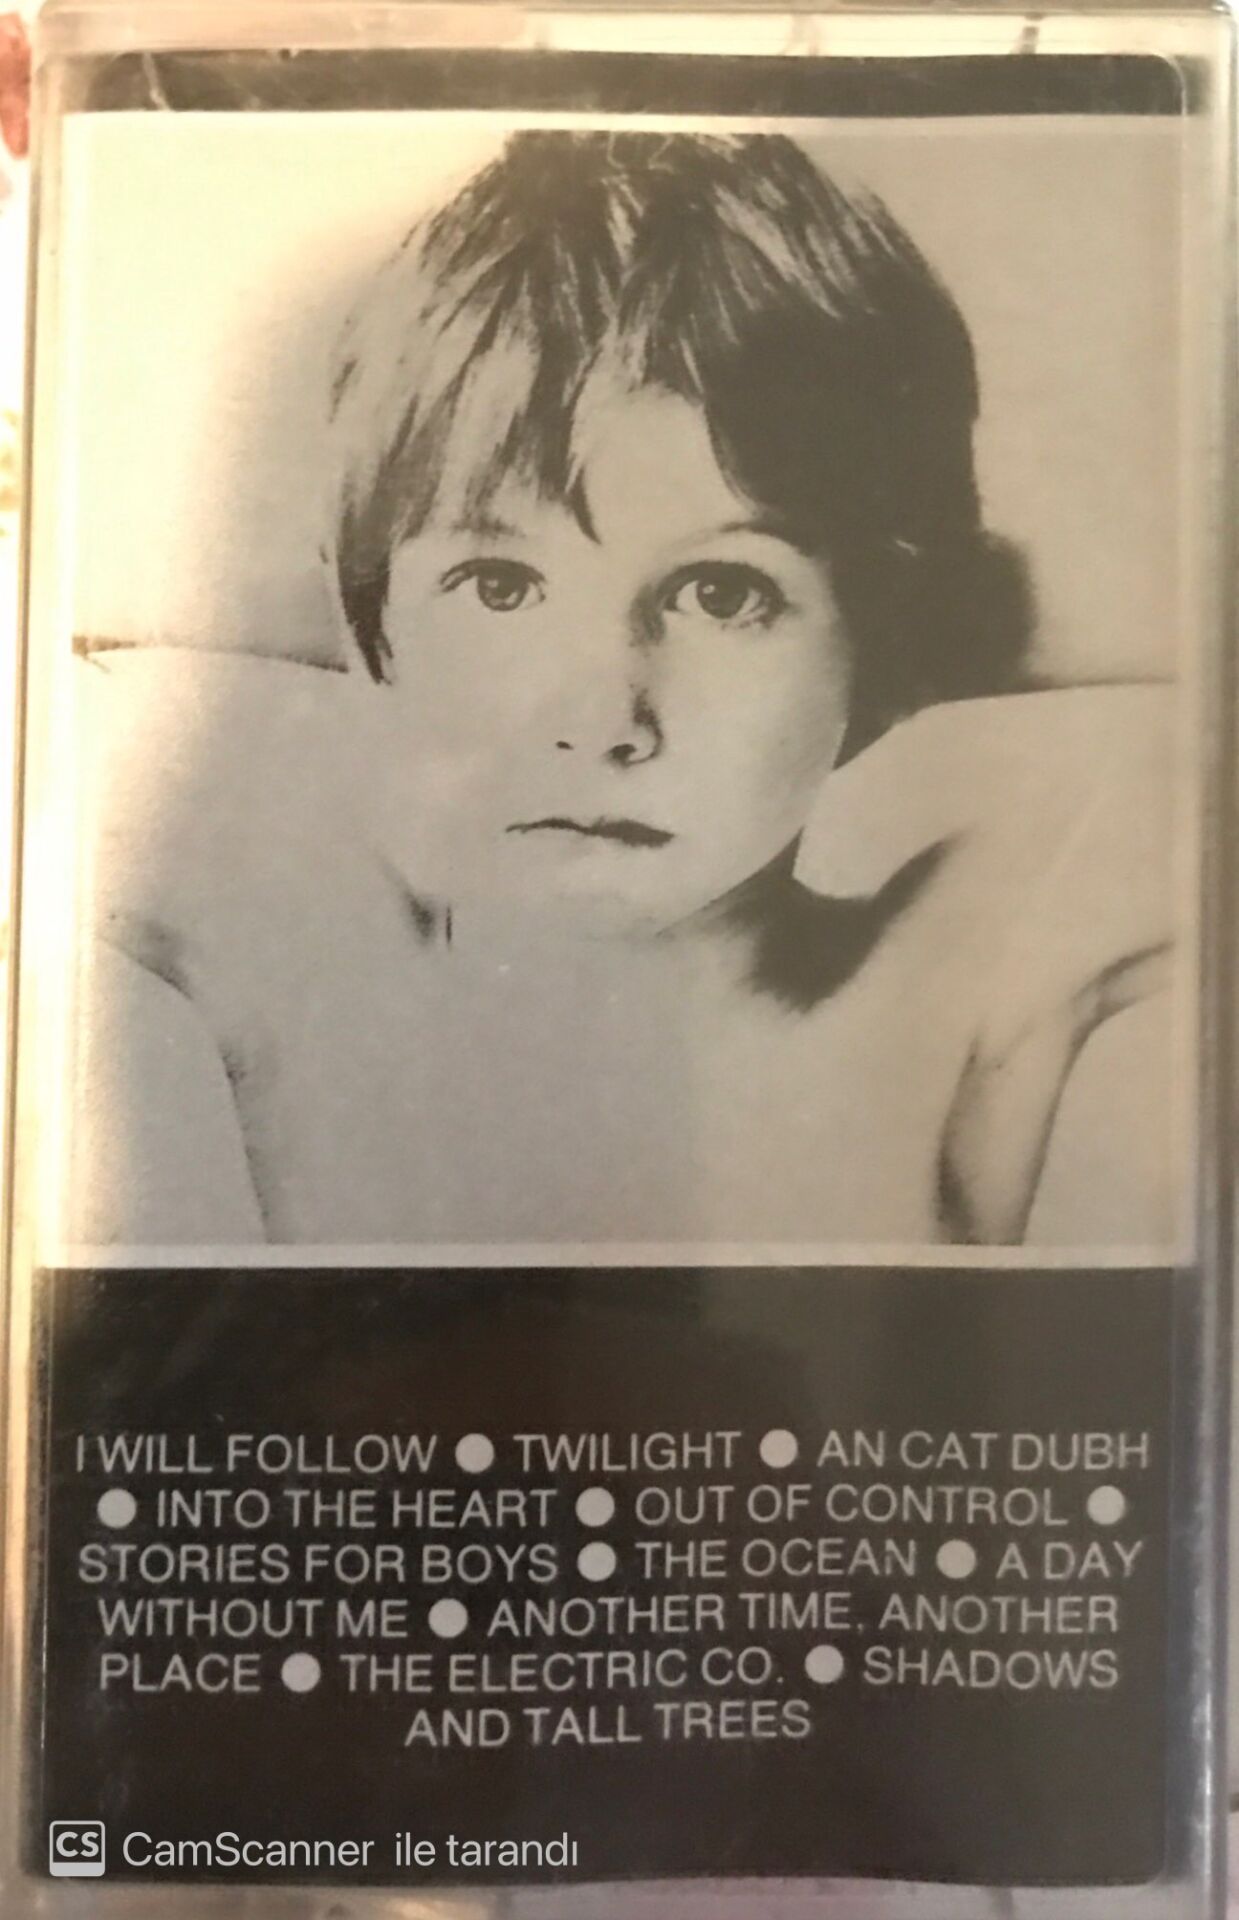 I WILL FOLLOW ● TWILIGHT ● AN CAT DUBH
● INTO THE HEART ● OUT OF CONTROL ●
STORIES FOR BOYS ● THE OCEAN ● A DAY
WITHOUT ME ● ANOTHER TIME, ANOTHER
PLACE ● THE ELECTRIC CO. ● SHADOWS
AND TALL TREES
CS CamScanner ile tarandı